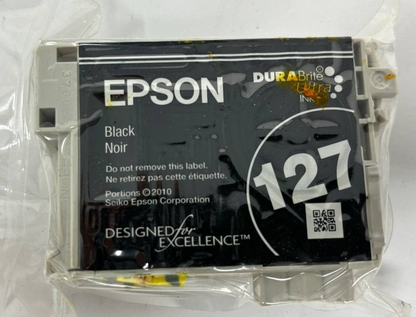 EPSON
DURABrite
Ultra
INK
Black
Noir
Do not remove this label.
Ne retirez pas cette étiquette.
Portions ©2010
Seiko Epson Corporation
127
DESIGNED for
EXCELLENCE™